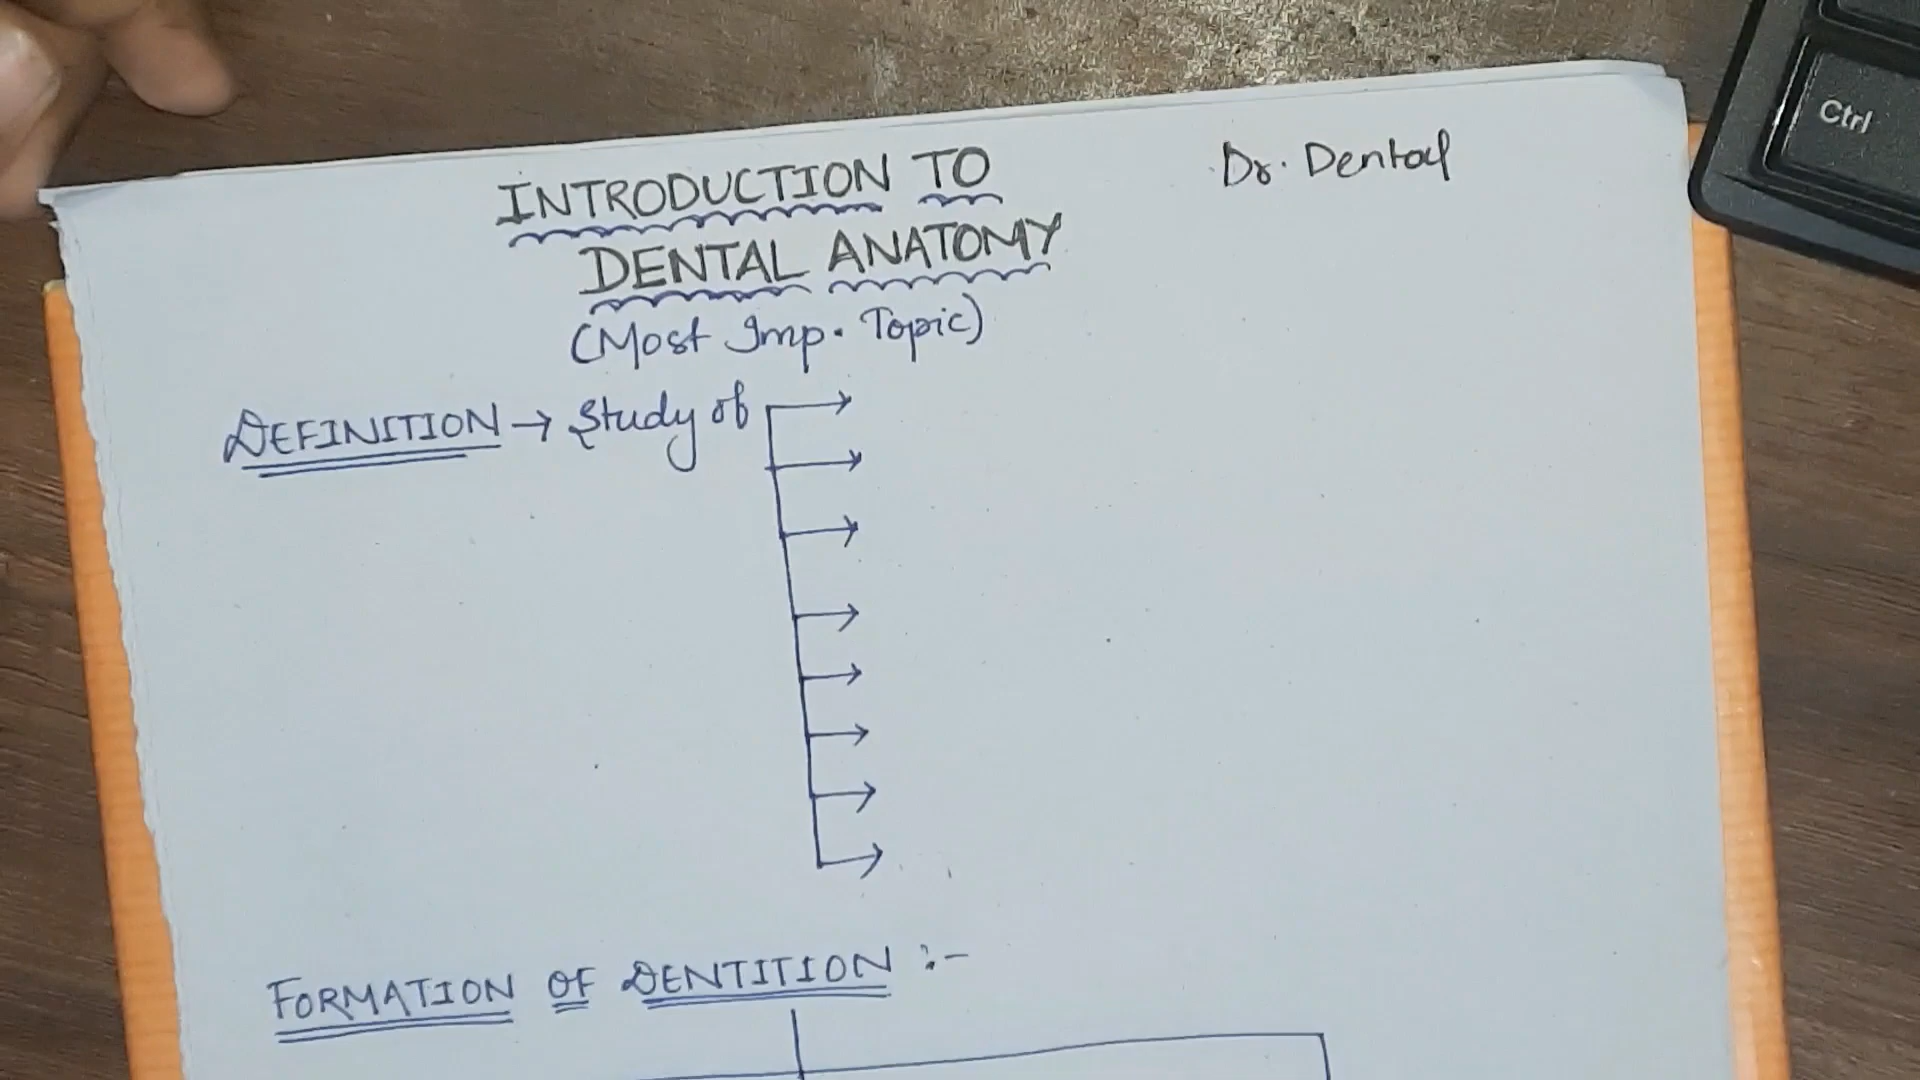 INTRODUCTION TO
DENTAL ANATOMY
(Most Imp. Topic)
Dr. Dental
DEFINITION → Study of
FORMATION OF DENTITION :-
Ctrl